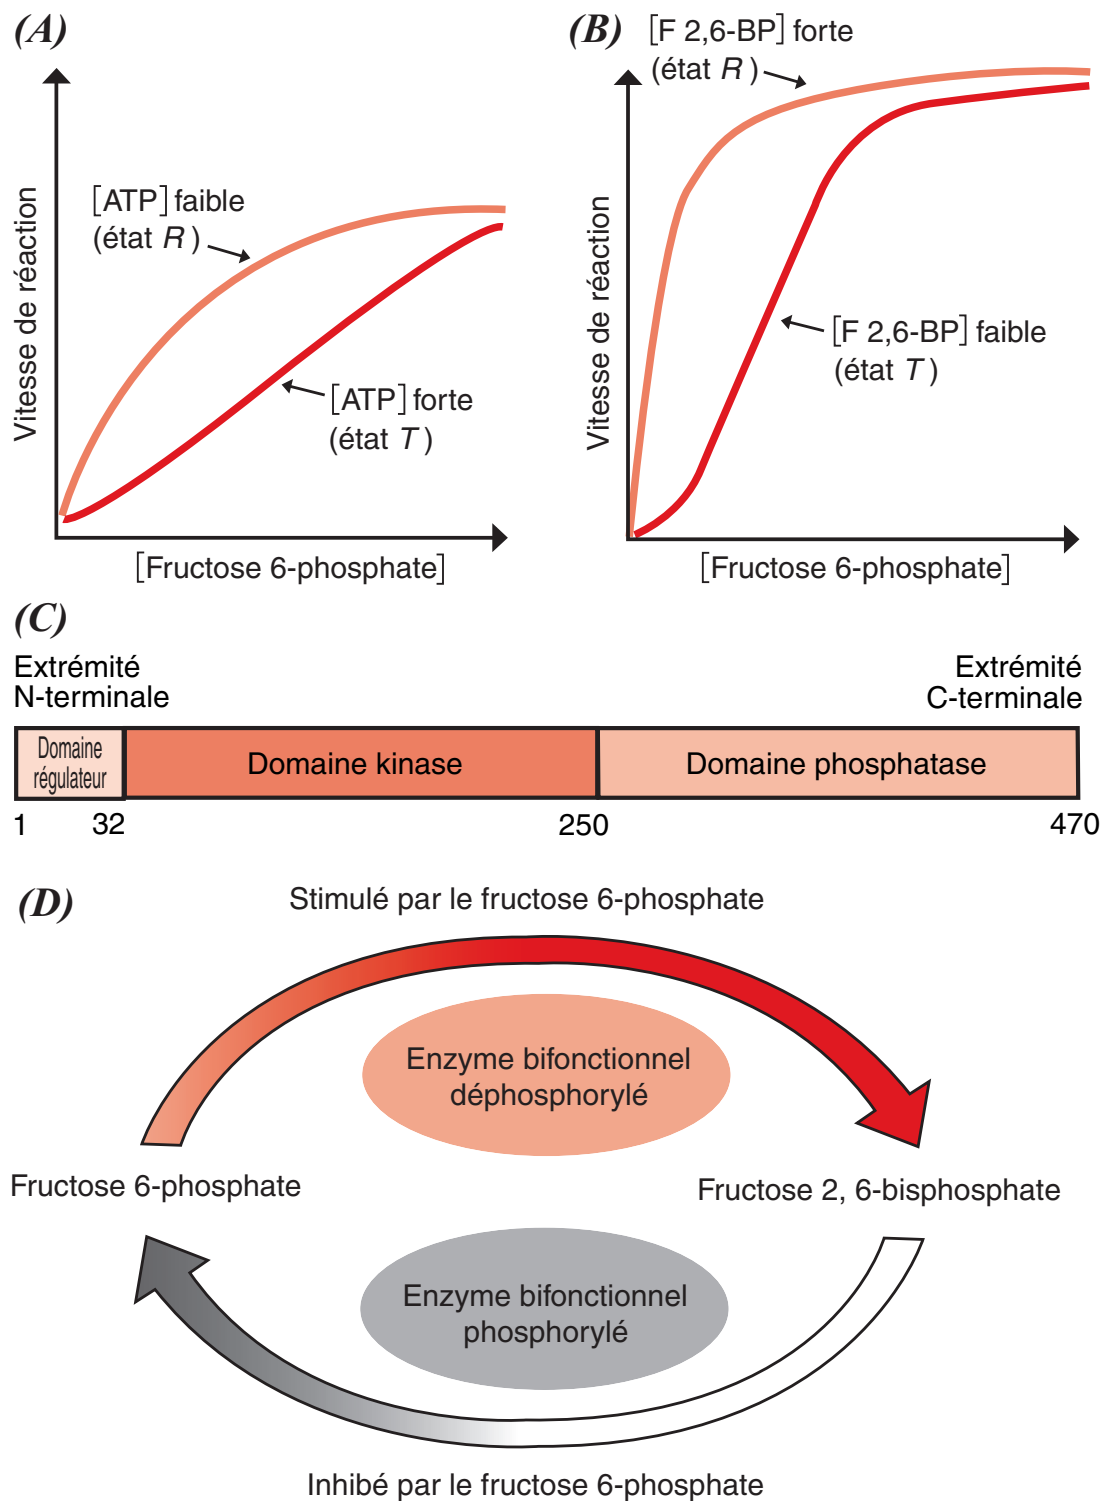 (A)
[ATP] faible
(état R)
[ATP] forte
(état T)
Vitesse de réaction
[Fructose 6-phosphate]
(B)
[F 2,6-BP] forte
(état R)
[F 2,6-BP] faible
(état T)
Vitesse de réaction
[Fructose 6-phosphate]
(C)
Extrémité
N-terminale
Extrémité
C-terminale
Domaine
régulateur
Domaine kinase
Domaine phosphatase
1
32
250
470
(D)
Stimulé par le fructose 6-phosphate
Enzyme bifonctionnel
déphosphorylé
Fructose 6-phosphate
Fructose 2, 6-bisphosphate
Enzyme bifonctionnel
phosphorylé
Inhibé par le fructose 6-phosphate